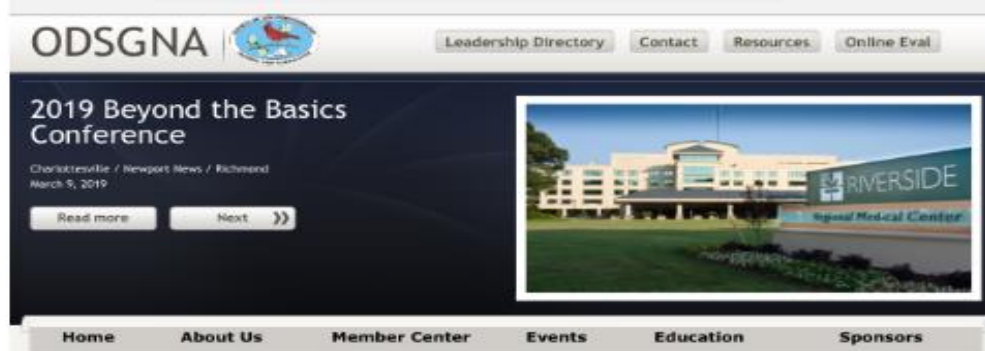 ODSGNA
Leadership Directory Contact Resources Online Eval
2019 Beyond the Basics
Conference
Charlottesville / Newport News / Richmond
March 9, 2019
Read more Next
RIVERSIDE
Regional Medical Center
Home About Us Member Center Events Education Sponsors